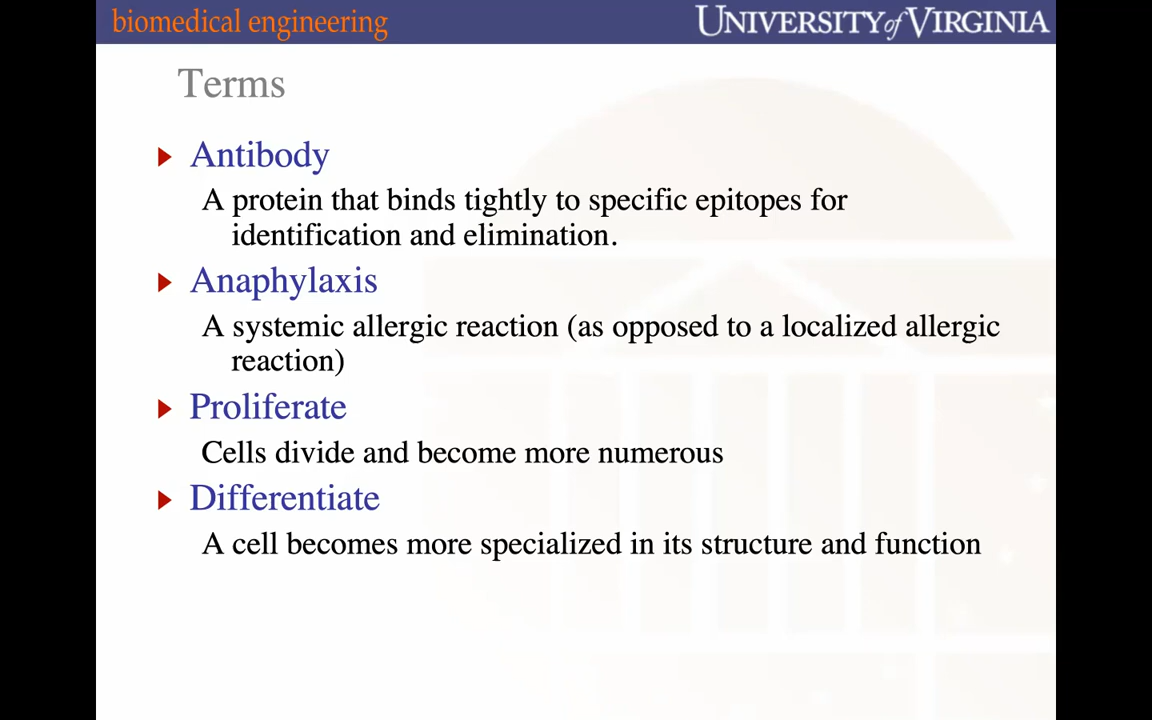 biomedical engineering
UNIVERSITY of VIRGINIA
Terms
Antibody
A protein that binds tightly to specific epitopes for
identification and elimination.
Anaphylaxis
A systemic allergic reaction (as opposed to a localized allergic
reaction)
Proliferate
Cells divide and become more numerous
Differentiate
A cell becomes more specialized in its structure and function